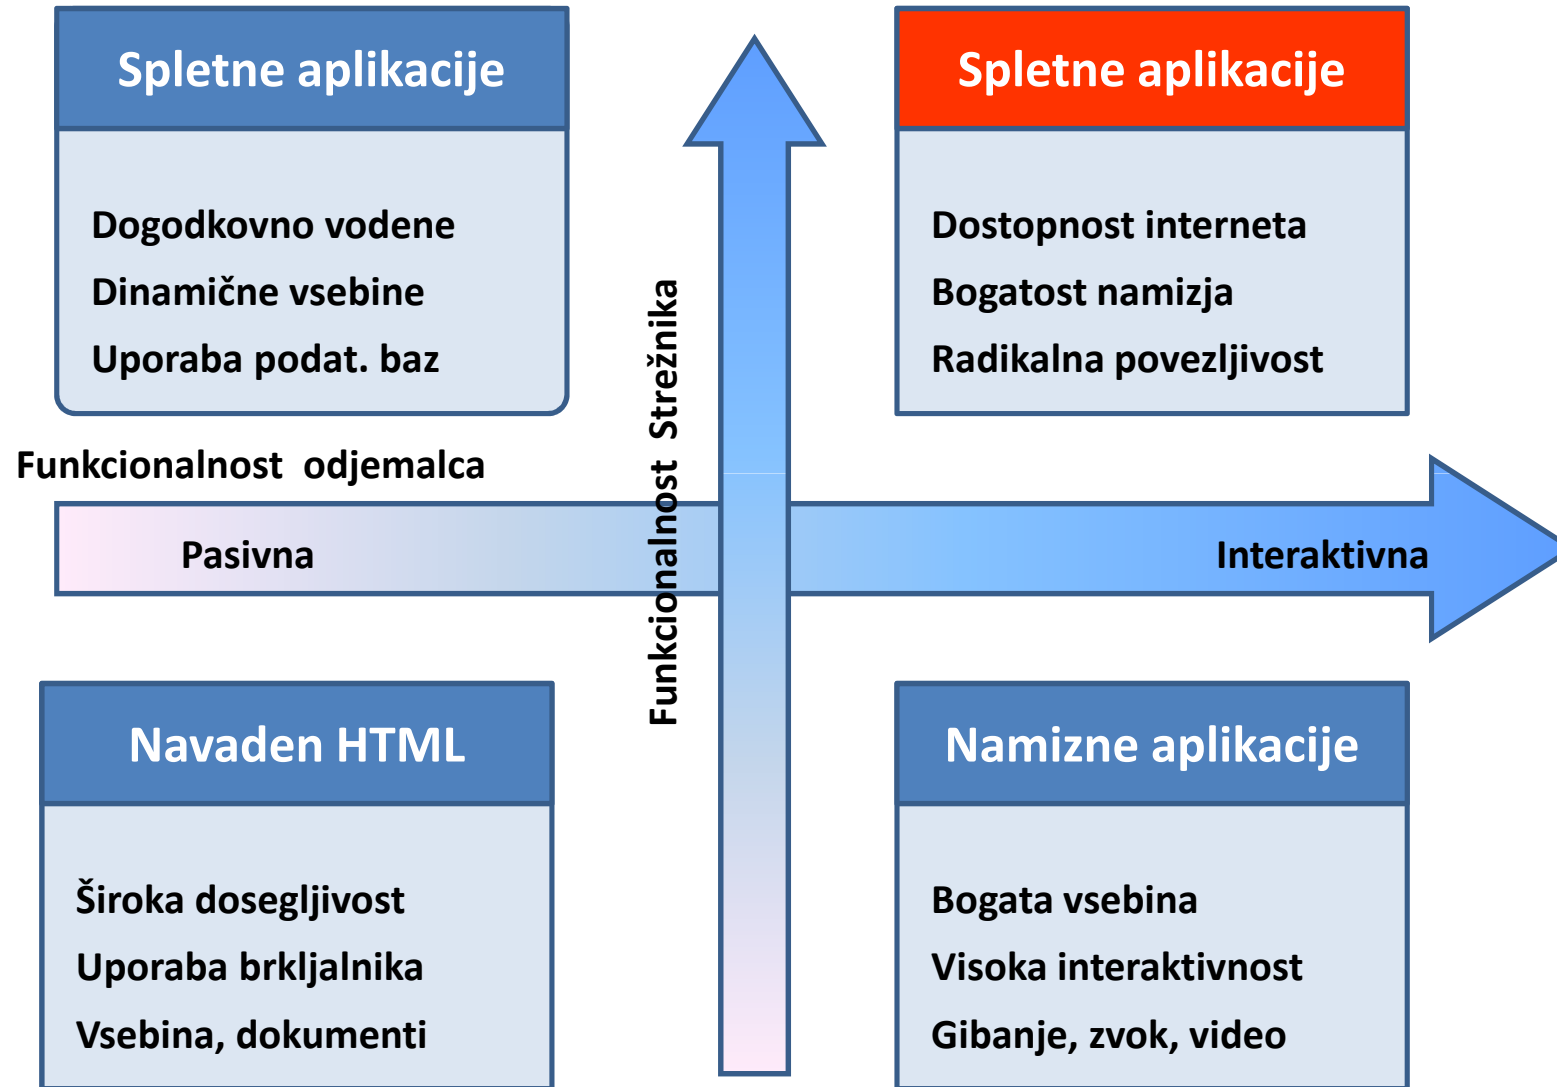 Spletne aplikacije
Dogodkovno vodene
Dinamične vsebine
Uporaba podat. baz
Spletne aplikacije
Dostopnost interneta
Bogatost namizja
Radikalna povezljivost
Funkcionalnost odjemalca
Pasivna
Interaktivna
Funkcionalnost Strežnika
Navaden HTML
Široka dosegljivost
Uporaba brkljalnika
Vsebina, dokumenti
Namizne aplikacije
Bogata vsebina
Visoka interaktivnost
Gibanje, zvok, video